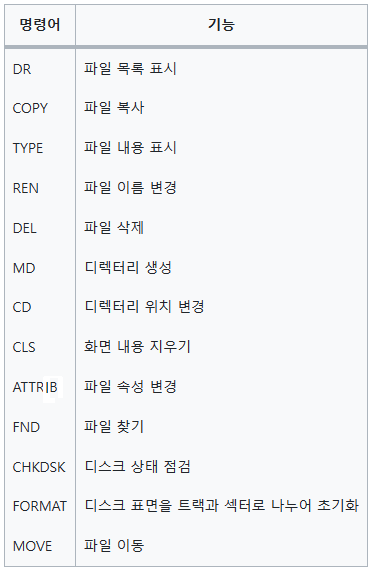 명령어 기능
DR 파일 목록 표시
COPY 파일 복사
TYPE 파일 내용 표시
REN 파일 이름 변경
DEL 파일 삭제
MD 디렉터리 생성
CD 디렉터리 위치 변경
CLS 화면 내용 지우기
ATTRIB 파일 속성 변경
FND 파일 찾기
CHKDSK 디스크 상태 점검
FORMAT 디스크 표면을 트랙과 섹터로 나누어 초기화
MOVE 파일 이동